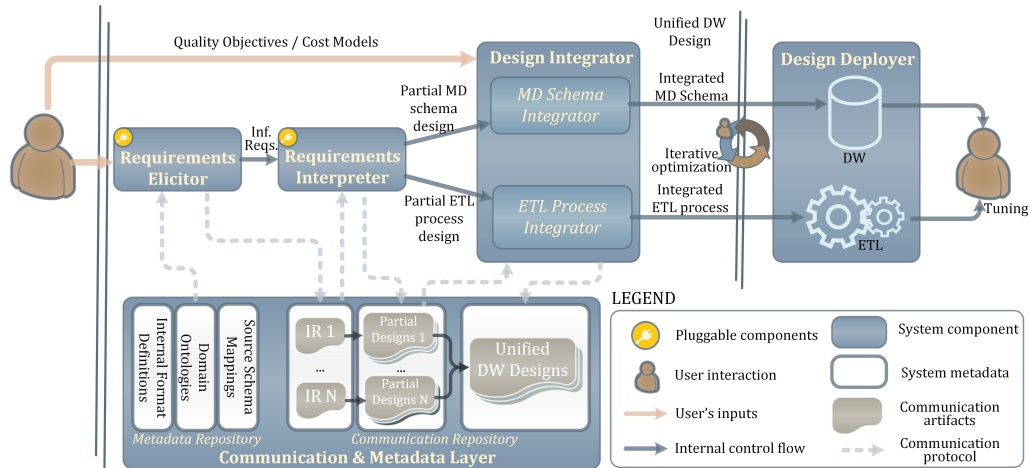 Quality Objectives / Cost Models
Unified DW
Design
Design Integrator
Design Deployer
Partial MD
schema
design
MD Schema
Integrator
Integrated
MD Schema
DW
Inf.
Reqs.
Requirements
Elicitor
Requirements
Interpreter
Iterative
optimization
Partial ETL
process
design
ETL Process
Integrator
Integrated
ETL process
ETL
Tuning
Internal Format
Definitions
Domain
Ontologies
Source Schema
Mappings
Metadata Repository
IR 1
...
IR N
Partial
Designs 1
...
Partial
Designs N
Unified
DW Designs
Communication Repository
Communication & Metadata Layer
LEGEND
Pluggable components
System component
User interaction
System metadata
User's inputs
Communication
artifacts
Internal control flow
Communication
protocol